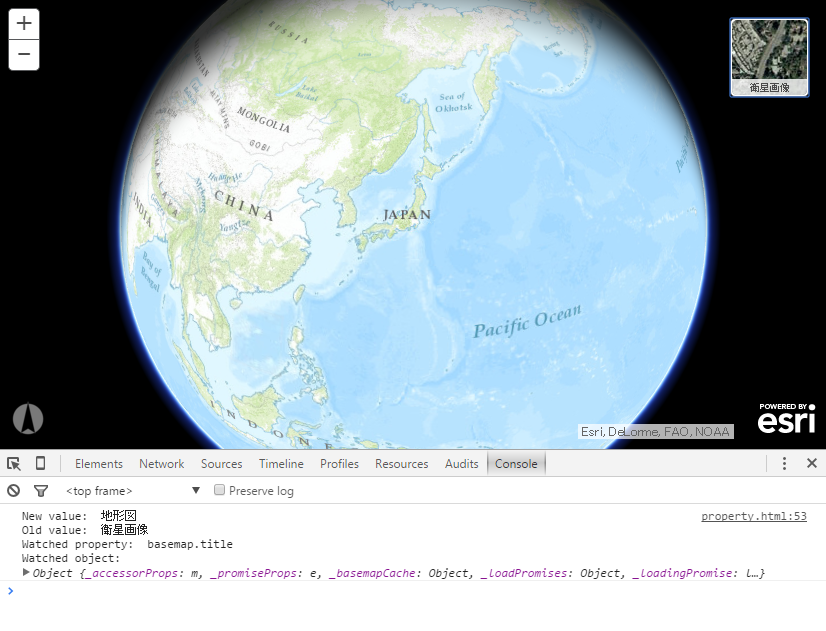 +
−
衛星画像
RUSSIA
Lake
Baikal
Sea of
Okhotsk
MONGOLIA
GOBI
HIMALAYA
Huang He
CHINA
Yangtze
INDIA
JAPAN
Bay of
Bengal
Pacific Ocean
INDONE
Esri, DeLorme, FAO, NOAA
POWERED BY
esri
Elements Network Sources Timeline Profiles Resources Audits Console
<top frame> ▼ Preserve log
New value: 地形図 property.html:53
Old value: 衛星画像
Watched property: basemap.title
Watched object:
Object {_accessorProps: m, _promiseProps: e, _basemapCache: Object, _loadPromises: Object, _loadingPromise: l…}
>